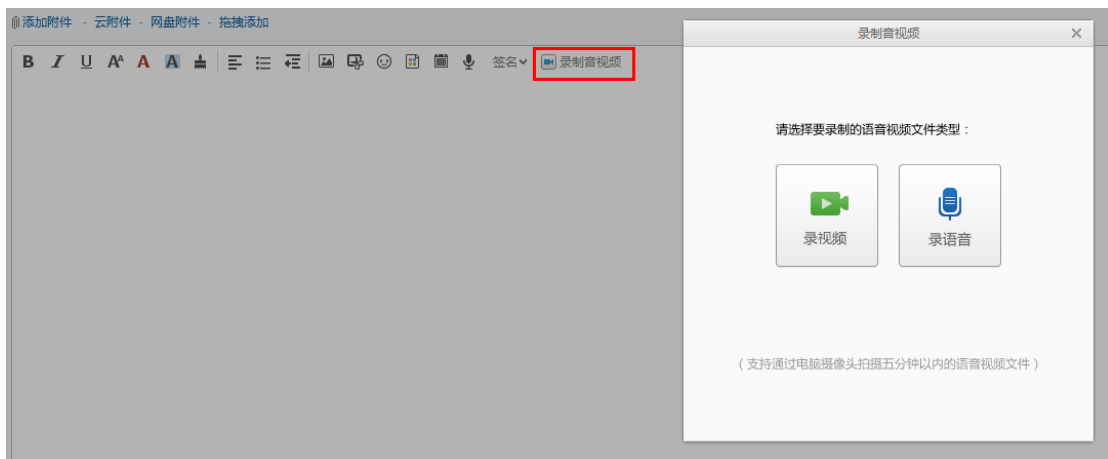 添加附件 - 云附件 - 网盘附件 - 拖拽添加
录制音视频
B I U AA A A 签名 录制音视频
请选择要录制的语音视频文件类型：
录视频 录语音
（支持通过电脑摄像头拍摄五分钟以内的语音视频文件）